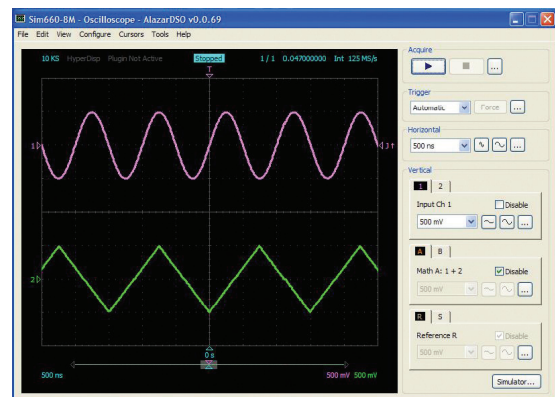 Sim660-8M - Oscilloscope - AlazarDSO v0.0.69
File Edit View Configure Cursors Tools Help
10 KS HyperDisp Plugin Not Active Stopped 1 / 1 0.047000000 Int 125 MS/s
T
1
J1
2
0 s
500 ns 500 mV 500 mV
Acquire
...
Trigger
Automatic Force ...
Horizontal
500 ns ...
Vertical
1 2
Input Ch 1 Disable
500 mV ...
A B
Math A: 1 + 2 Disable
500 mV ...
R S
Reference R Disable
500 mV ...
Simulator...